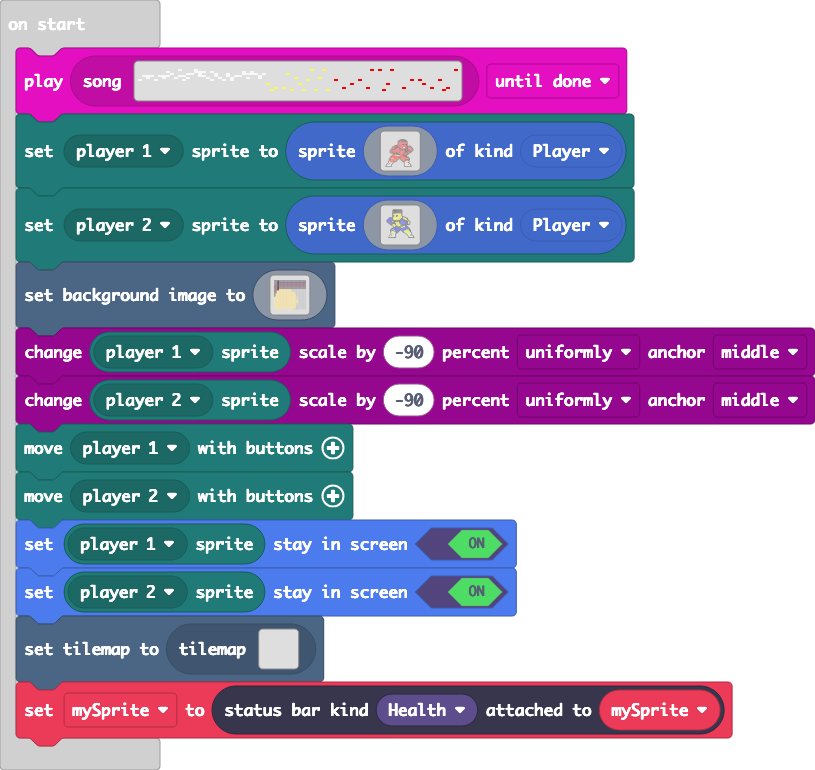 on start
play song until done
set player 1 sprite to sprite of kind Player
set player 2 sprite to sprite of kind Player
set background image to
change player 1 sprite scale by -90 percent uniformly anchor middle
change player 2 sprite scale by -90 percent uniformly anchor middle
move player 1 with buttons
move player 2 with buttons
set player 1 sprite stay in screen ON
set player 2 sprite stay in screen ON
set tilemap to tilemap
set mySprite to status bar kind Health attached to mySprite